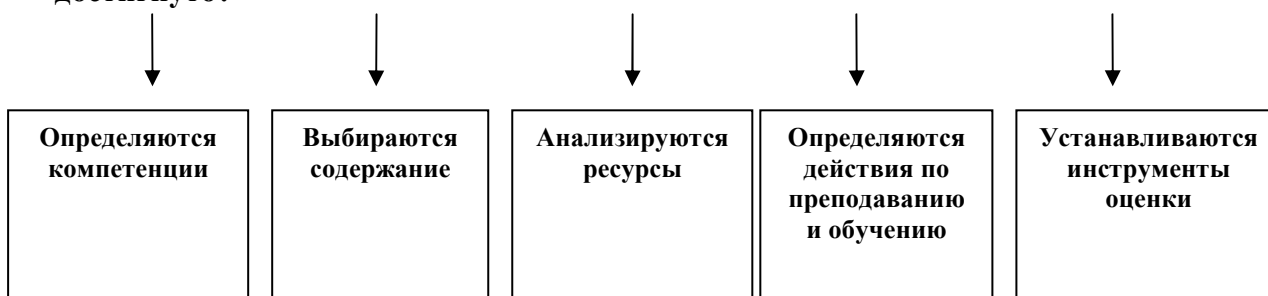 Определяются
компетенции
Выбираются
содержание
Анализируются
ресурсы
Определяются
действия по
преподаванию
и обучению
Устанавливаются
инструменты
оценки